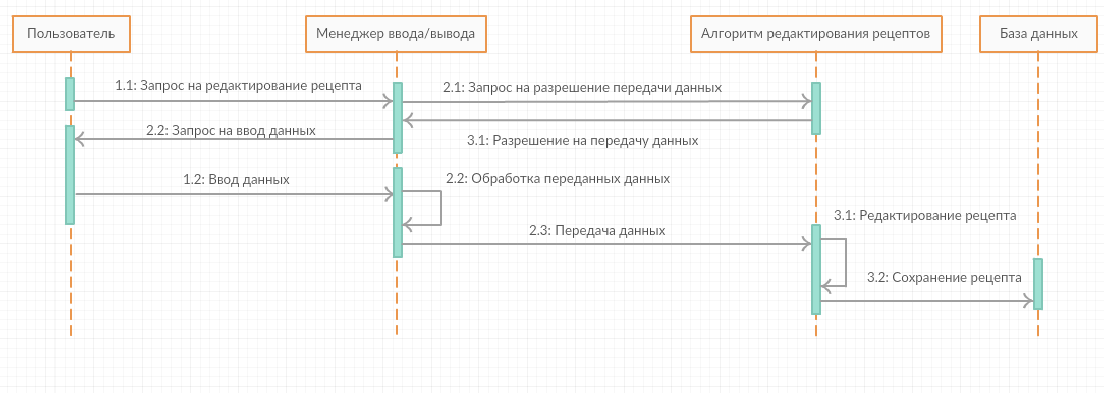 Пользователь
Менеджер ввода/вывода
Алгоритм редактирования рецептов
База данных
1.1: Запрос на редактирование рецепта
2.1: Запрос на разрешение передачи данных
2.2: Запрос на ввод данных
3.1: Разрешение на передачу данных
1.2: Ввод данных
2.2: Обработка переданных данных
3.1: Редактирование рецепта
2.3: Передача данных
3.2: Сохранение рецепта